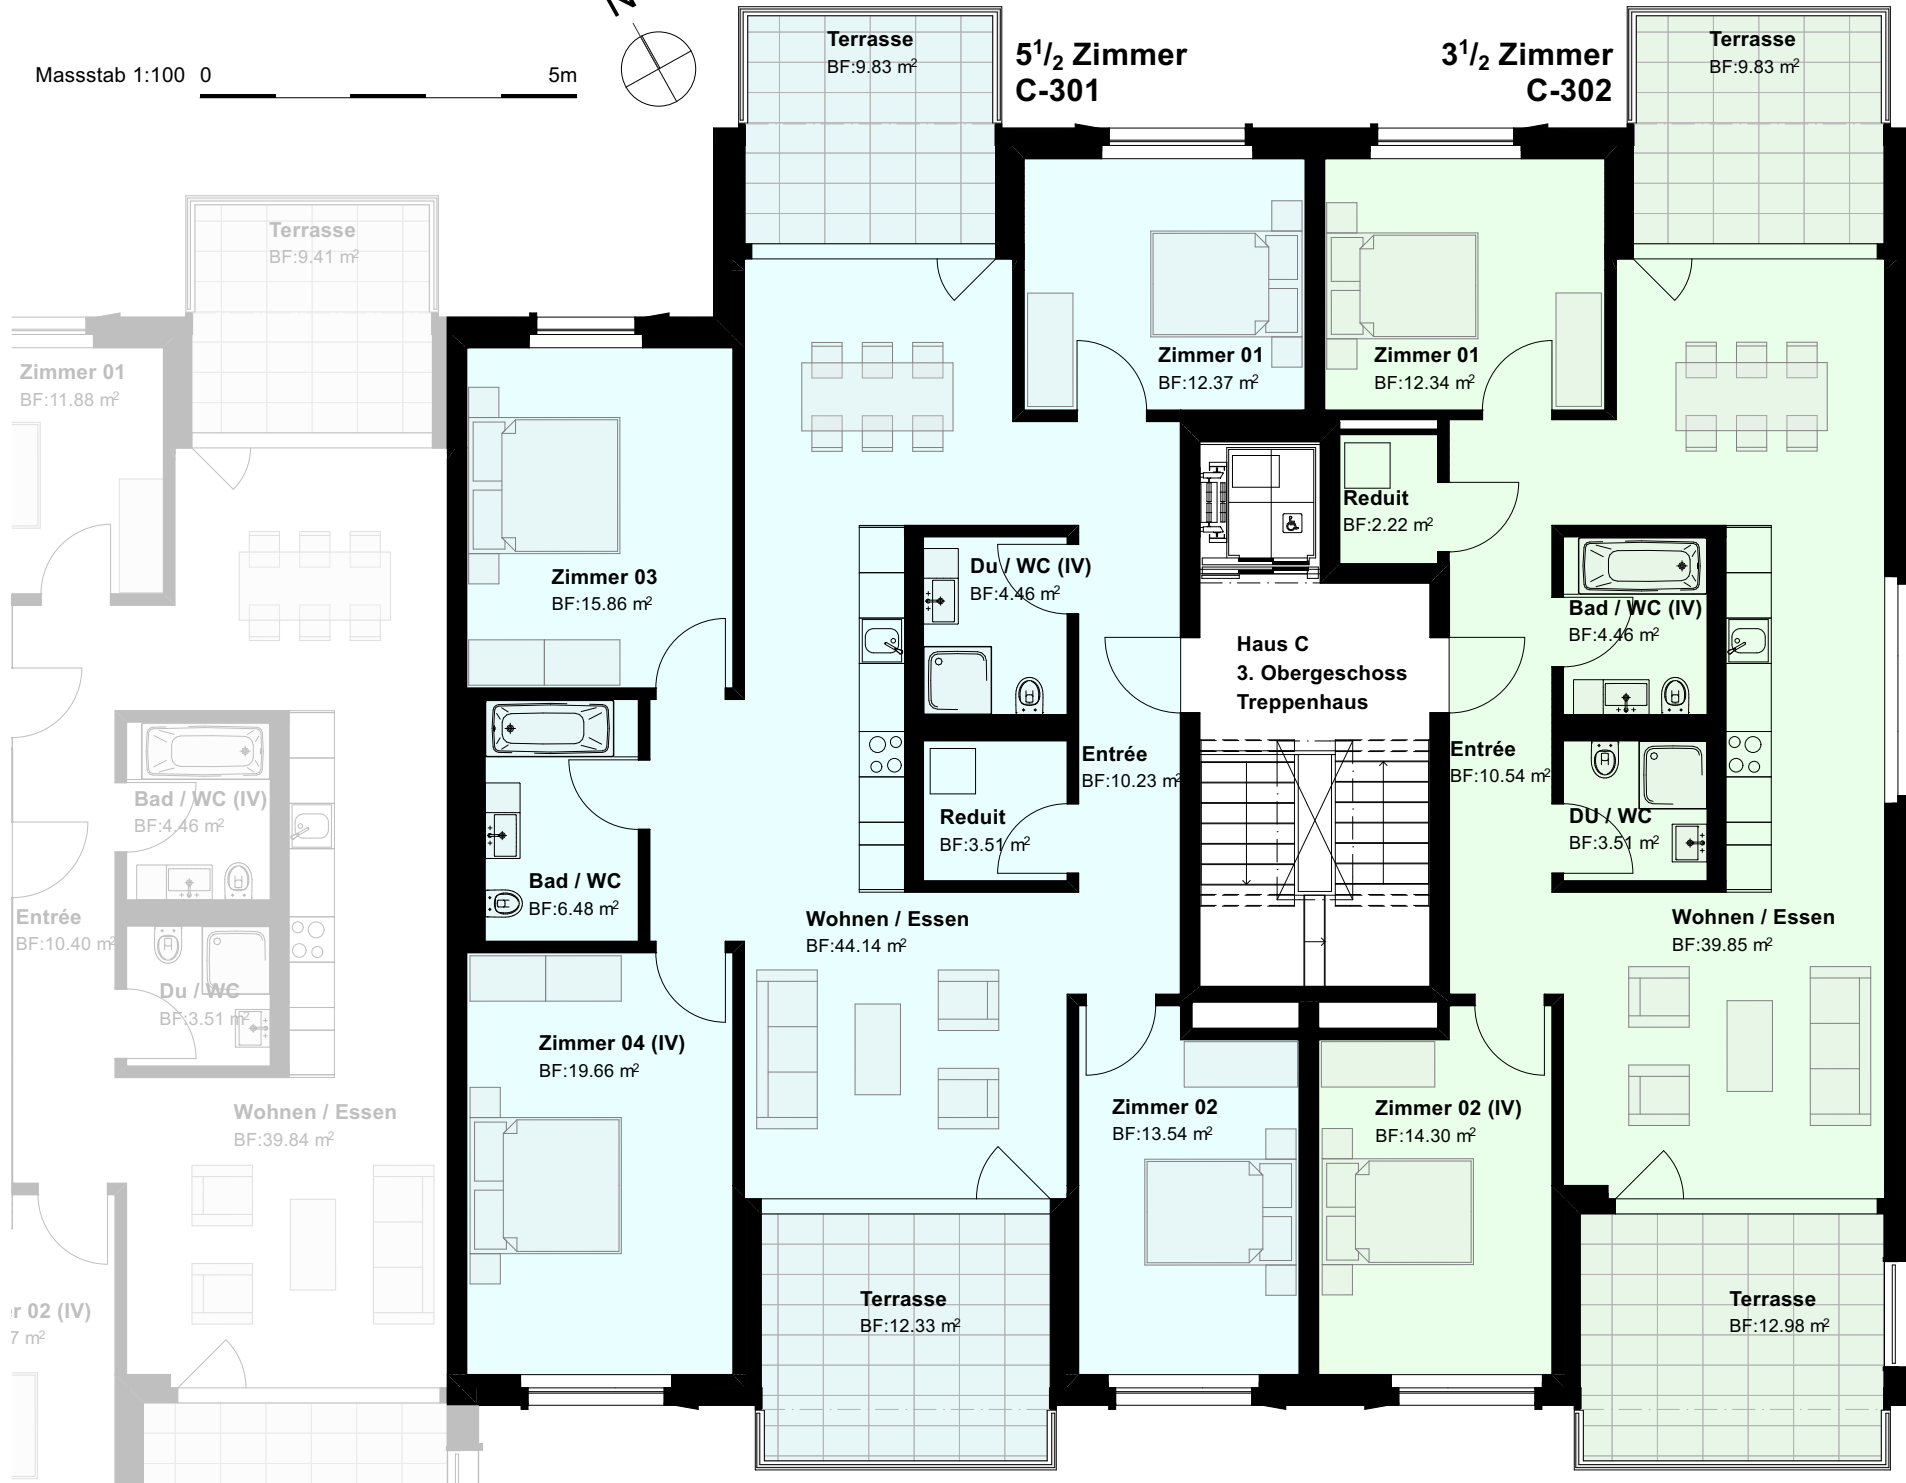 N
Massstab 1:100 0 5m
5¹/₂ Zimmer
C-301
3¹/₂ Zimmer
C-302
Terrasse
BF:9.83 m²
Terrasse
BF:9.83 m²
Terrasse
BF:9.41 m²
Zimmer 01
BF:11.88 m²
Zimmer 01
BF:12.37 m²
Zimmer 01
BF:12.34 m²
Reduit
BF:2.22 m²
Zimmer 03
BF:15.86 m²
Du / WC (IV)
BF:4.46 m²
Bad / WC (IV)
BF:4.46 m²
Haus C
3. Obergeschoss
Treppenhaus
Entrée
BF:10.23 m²
Entrée
BF:10.54 m²
Bad / WC (IV)
BF:4.46 m²
Reduit
BF:3.51 m²
DU / WC
BF:3.51 m²
Bad / WC
BF:6.48 m²
Entrée
BF:10.40 m²
Wohnen / Essen
BF:44.14 m²
Wohnen / Essen
BF:39.85 m²
Du / WC
BF:3.51 m²
Zimmer 04 (IV)
BF:19.66 m²
Wohnen / Essen
BF:39.84 m²
Zimmer 02
BF:13.54 m²
Zimmer 02 (IV)
BF:14.30 m²
r 02 (IV)
7 m²
Terrasse
BF:12.33 m²
Terrasse
BF:12.98 m²